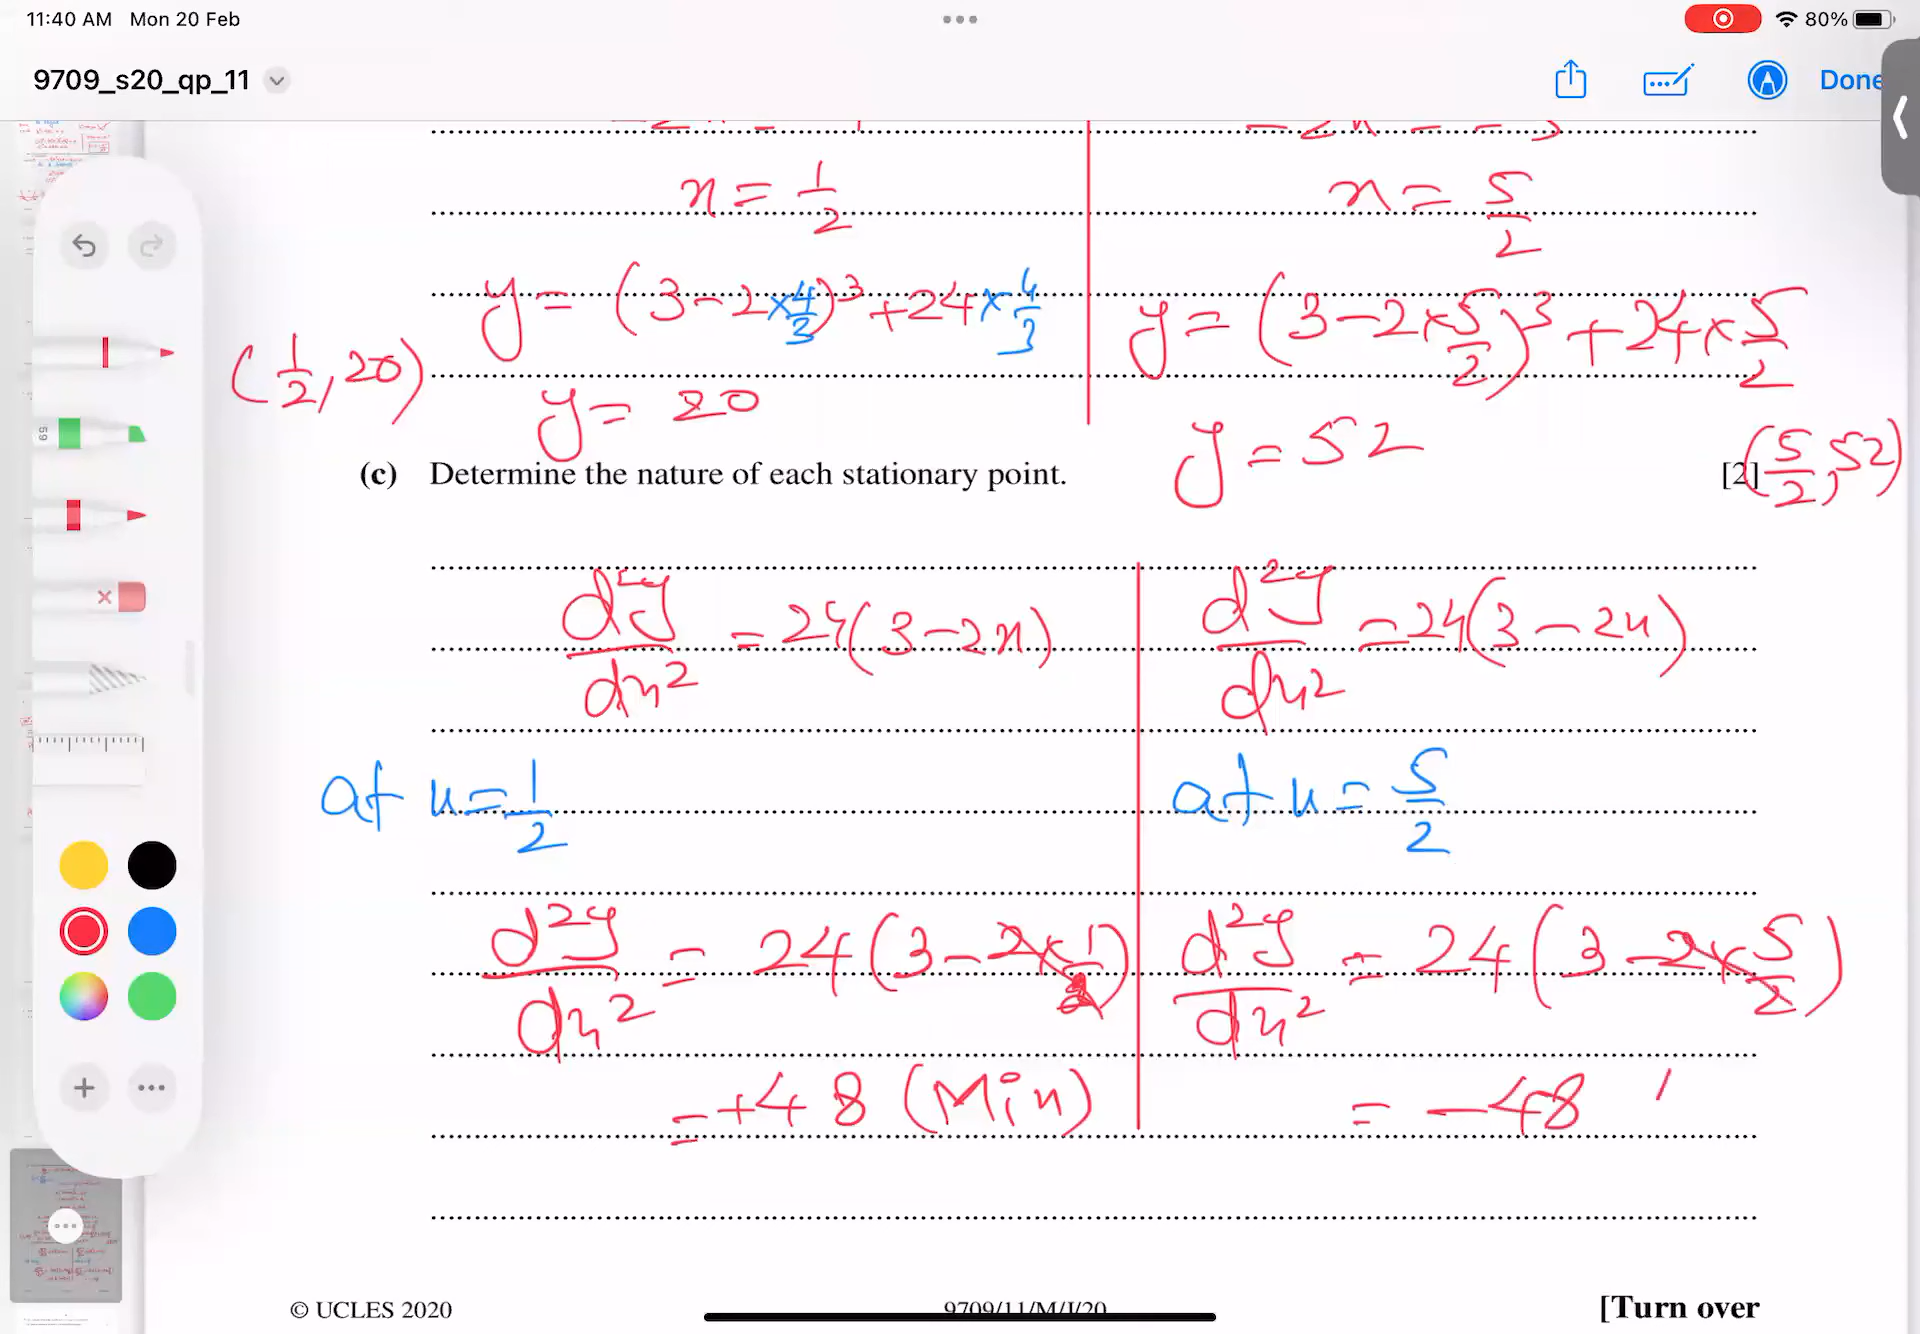 11:40 AM Mon 20 Feb
80%
9709_s20_qp_11
Done
x = 1/2
x = 5/2
y = (3-2×4/3)³ +24×4/3
y = (3-2×5/2)³ +24×5/2
(1/2, 20)
y = 20
y = 52
(c) Determine the nature of each stationary point. [2]
(5/2, 52)
d²y/dx² = 24(3-2x)
d²y/dx² = 24(3-2x)
at x = 1/2
at x = 5/2
d²y/dx² = 24(3-2×1/2)
d²y/dx² = 24(3-2×5/2)
= +48 (Min)
= -48
© UCLES 2020
9709/11/M/J/20
[Turn over